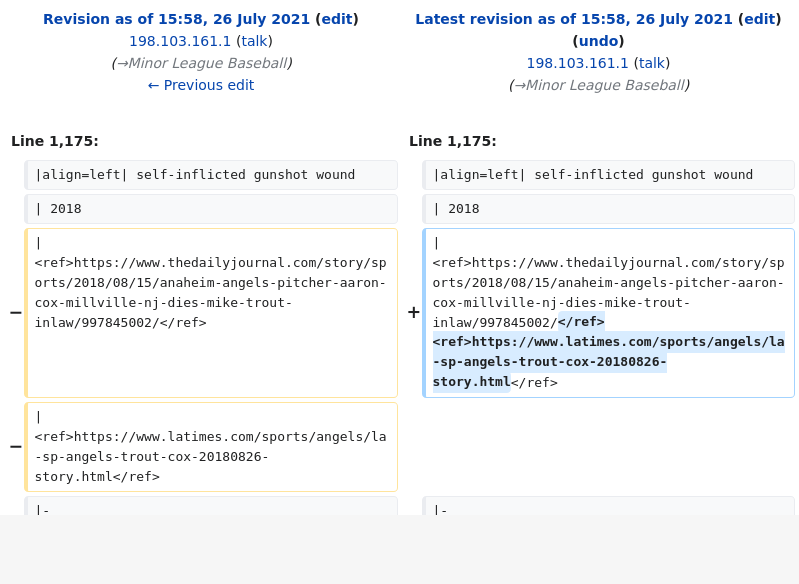 Revision as of 15:58, 26 July 2021 (edit)
198.103.161.1 (talk)
(→Minor League Baseball)
← Previous edit
Latest revision as of 15:58, 26 July 2021 (edit)
(undo)
198.103.161.1 (talk)
(→Minor League Baseball)
Line 1,175:
Line 1,175:
|align=left| self-inflicted gunshot wound
|align=left| self-inflicted gunshot wound
| 2018
| 2018
−
|
<ref>https://www.thedailyjournal.com/story/sp
orts/2018/08/15/anaheim-angels-pitcher-aaron-
cox-millville-nj-dies-mike-trout-
inlaw/997845002/</ref>
+
|
<ref>https://www.thedailyjournal.com/story/sp
orts/2018/08/15/anaheim-angels-pitcher-aaron-
cox-millville-nj-dies-mike-trout-
inlaw/997845002/</ref>
<ref>https://www.latimes.com/sports/angels/la
-sp-angels-trout-cox-20180826-
story.html</ref>
−
|
<ref>https://www.latimes.com/sports/angels/la
-sp-angels-trout-cox-20180826-
story.html</ref>
|-
|-